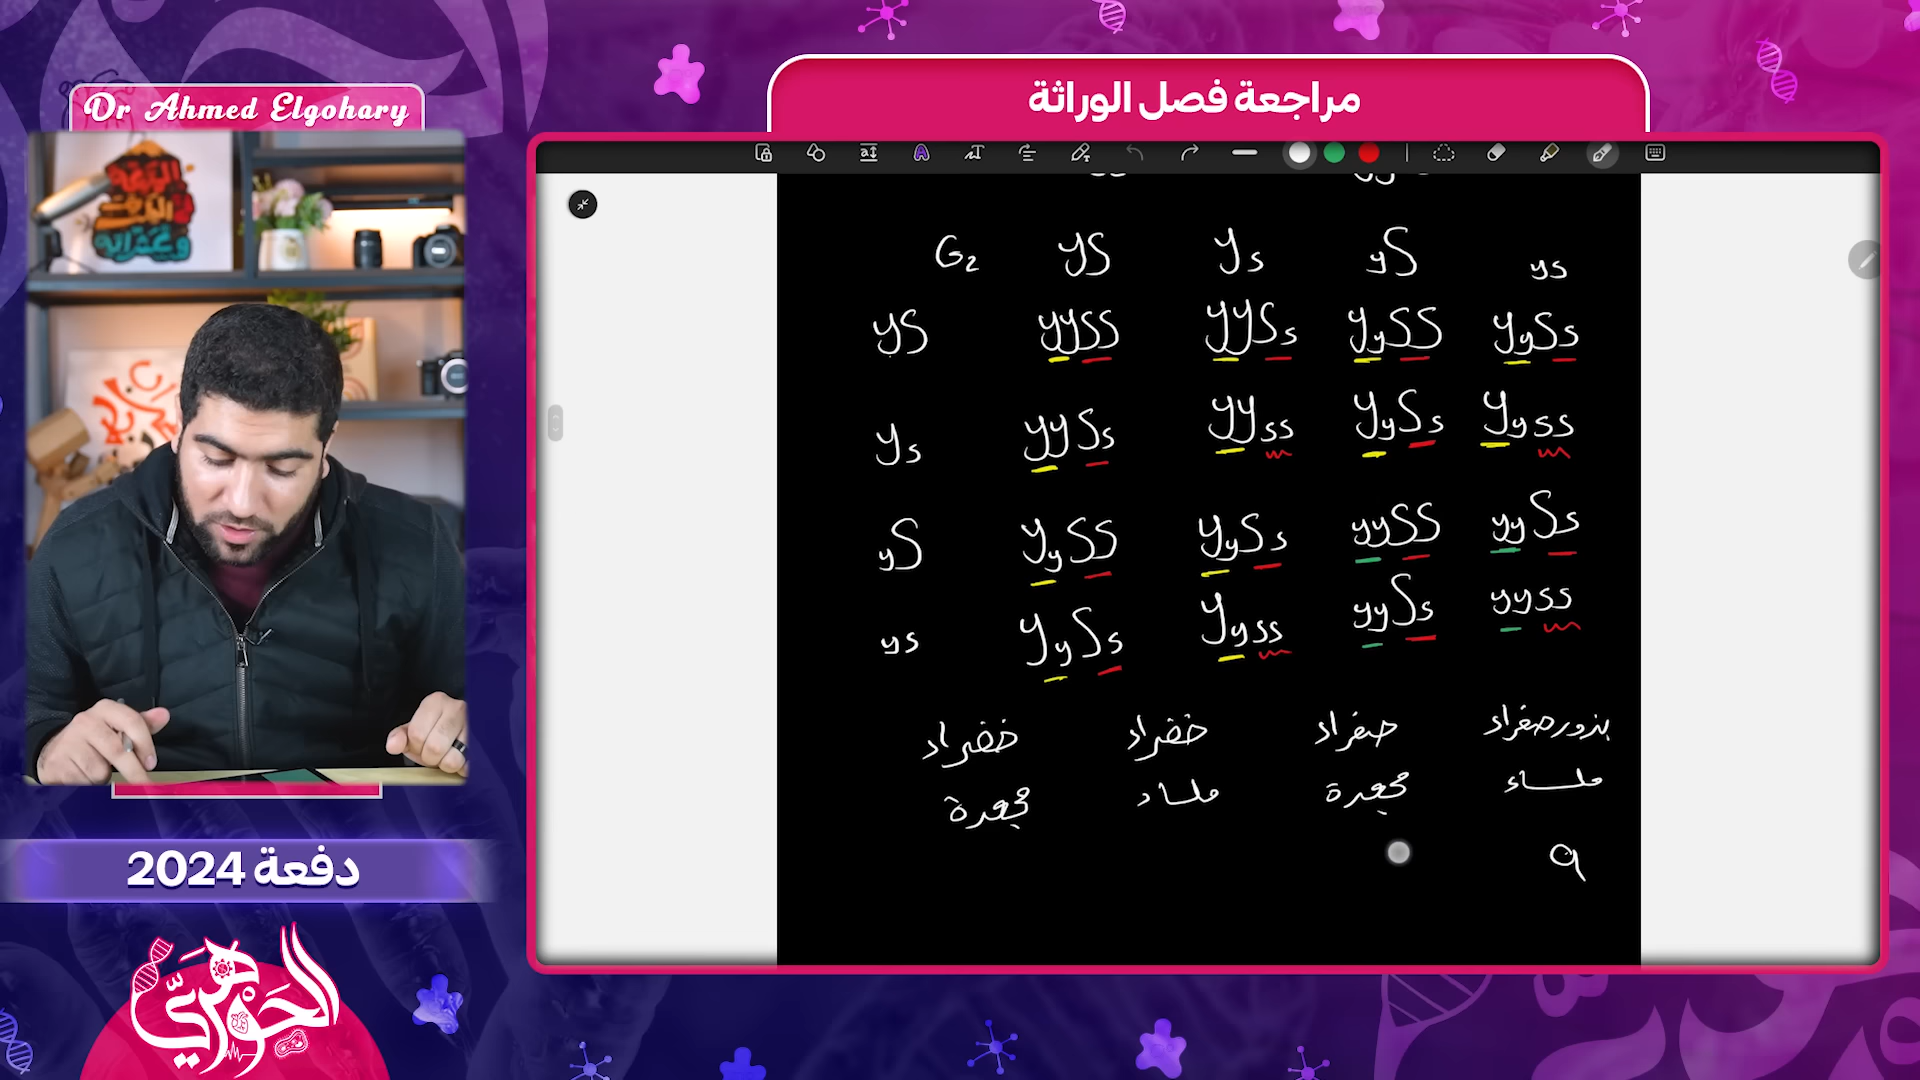 مراجعة فصل الوراثة
Dr Ahmed Elgohary
G2 YS Ys yS ys
YS YYSS YYSs YySS YySs
Ys YYSs YYss YySs Yyss
yS YySS YySs yySS yySs
ys YySs Yyss yySs yyss
بذور صفراء صفراء خضراء خضراء
ملساء مجعدة ملساء مجعدة
9
دفعة 2024
الجوهري